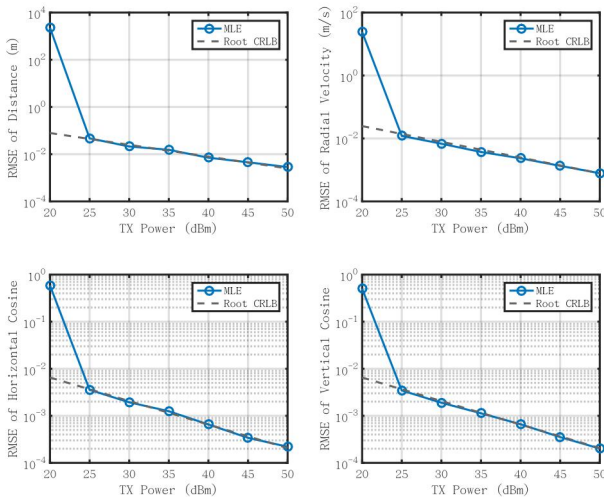 RMSE of Distance (m)
10^4
10^2
10^0
10^-2
10^-4
MLE
Root CRLB
20 25 30 35 40 45 50
TX Power (dBm)
RMSE of Radial Velocity (m/s)
10^2
10^0
10^-2
10^-4
MLE
Root CRLB
20 25 30 35 40 45 50
TX Power (dBm)
RMSE of Horizontal Cosine
10^0
10^-1
10^-2
10^-3
10^-4
MLE
Root CRLB
20 25 30 35 40 45 50
TX Power (dBm)
RMSE of Vertical Cosine
10^0
10^-1
10^-2
10^-3
10^-4
MLE
Root CRLB
20 25 30 35 40 45 50
TX Power (dBm)